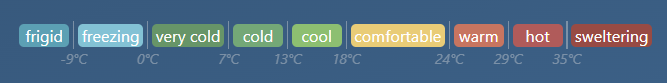 frigid freezing very cold cold cool comfortable warm hot sweltering
-9°C 0°C 7°C 13°C 18°C 24°C 29°C 35°C